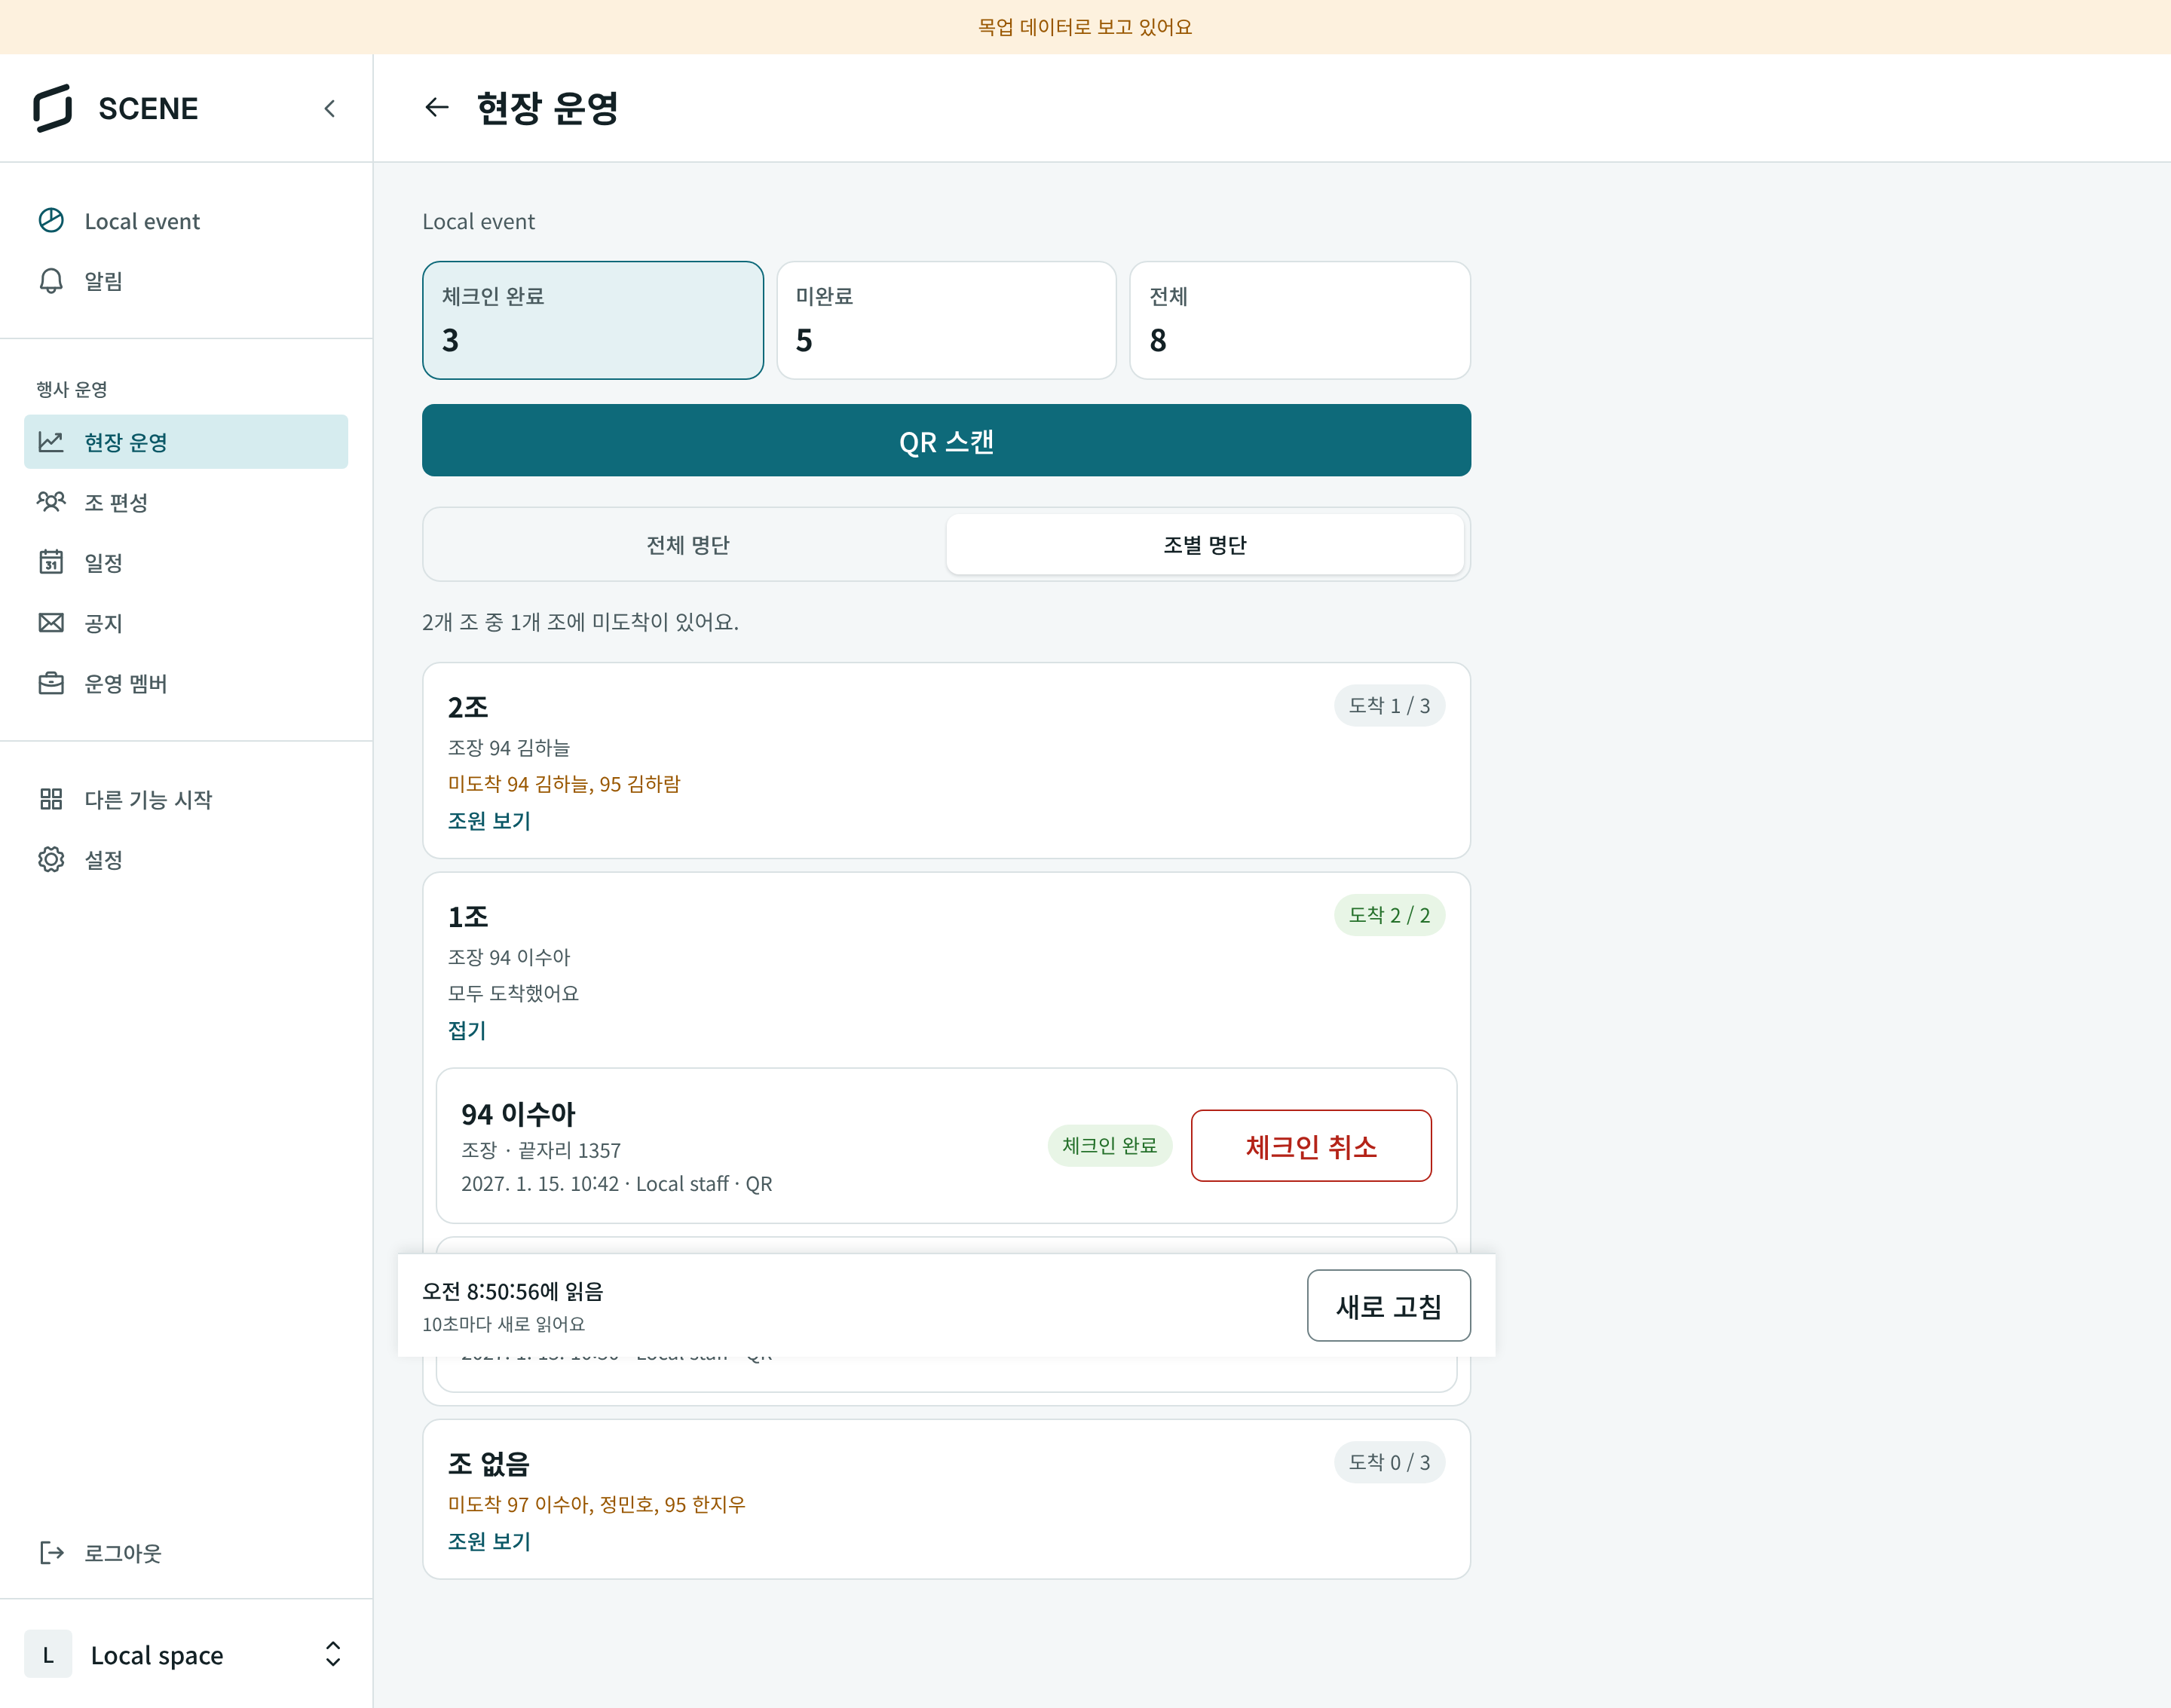 목업 데이터로 보고 있어요
SCENE
현장 운영
Local event
알림
행사 운영
현장 운영
조 편성
31
일정
공지
운영 멤버
다른 기능 시작
설정
로그아웃
L
Local space
Local event
체크인 완료
3
미완료
5
전체
8
QR 스캔
전체 명단
조별 명단
2개 조 중 1개 조에 미도착이 있어요.
2조
도착 1 / 3
조장 94 김하늘
미도착 94 김하늘, 95 김하람
조원 보기
1조
도착 2 / 2
조장 94 이수아
모두 도착했어요
접기
94 이수아
조장 · 끝자리 1357
2027. 1. 15. 10:42 · Local staff · QR
체크인 완료
체크인 취소
오전 8:50:56에 읽음
10초마다 새로 읽어요
새로 고침
조 없음
도착 0 / 3
미도착 97 이수아, 정민호, 95 한지우
조원 보기